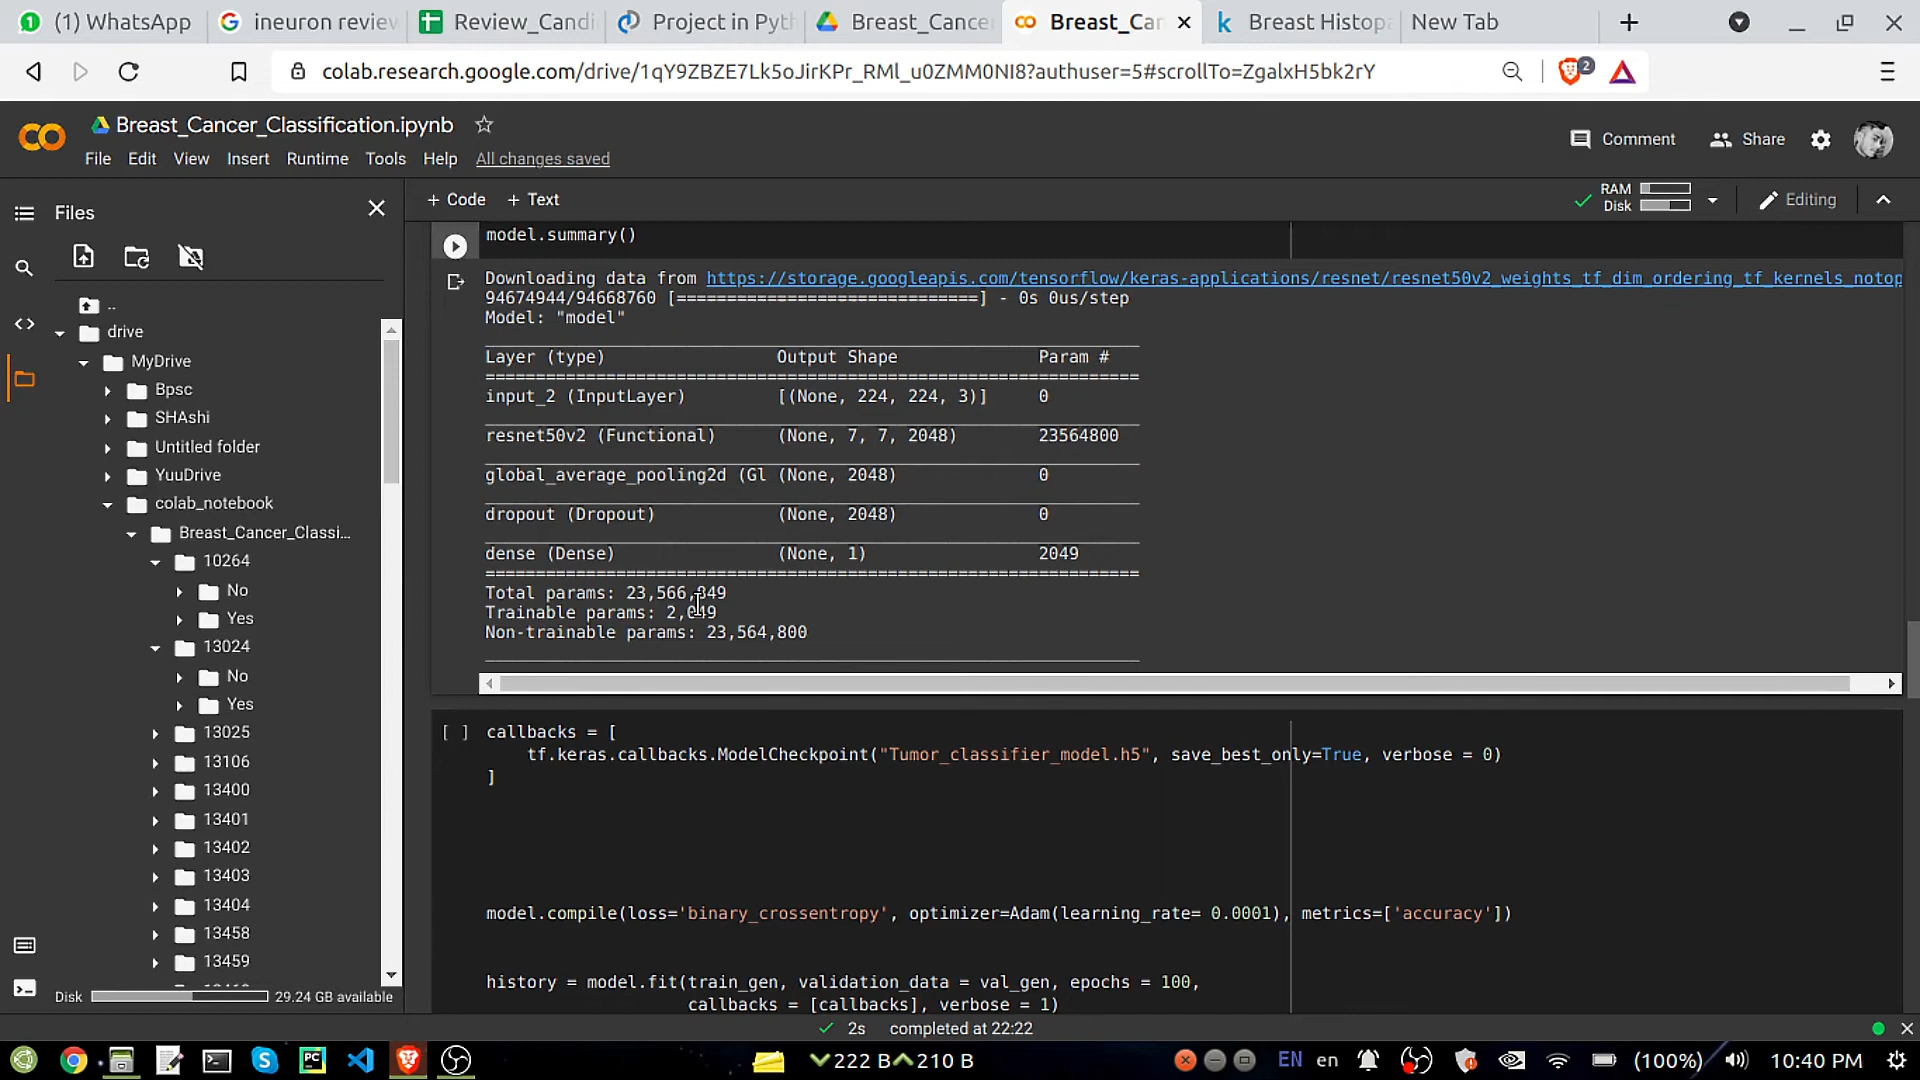 (1) WhatsApp
ineuron review
Review_Candi
Project in Pyth
Breast_Cance
Breast_Can
Breast Histopa
New Tab
colab.research.google.com/drive/1qY9ZBZE7Lk5oJirKPr_RMl_u0ZMM0NI8?authuser=5#scrollTo=ZgalxH5bk2rY
2
Breast_Cancer_Classification.ipynb
Comment
Share
File Edit View Insert Runtime Tools Help All changes saved
Files
+ Code + Text
RAM
Disk
Editing
..
drive
MyDrive
Bpsc
SHAshi
Untitled folder
YuuDrive
colab_notebook
Breast_Cancer_Classi...
10264
No
Yes
13024
No
Yes
13025
13106
13400
13401
13402
13403
13404
13458
13459
Disk 29.24 GB available
model.summary()
Downloading data from https://storage.googleapis.com/tensorflow/keras-applications/resnet/resnet50v2_weights_tf_dim_ordering_tf_kernels_notop
94674944/94668760 [==============================] - 0s 0us/step
Model: "model"
Layer (type) Output Shape Param #
input_2 (InputLayer) [(None, 224, 224, 3)] 0
resnet50v2 (Functional) (None, 7, 7, 2048) 23564800
global_average_pooling2d (Gl (None, 2048) 0
dropout (Dropout) (None, 2048) 0
dense (Dense) (None, 1) 2049
Total params: 23,566,849
Trainable params: 2,049
Non-trainable params: 23,564,800
[ ] callbacks = [
tf.keras.callbacks.ModelCheckpoint("Tumor_classifier_model.h5", save_best_only=True, verbose = 0)
]
model.compile(loss='binary_crossentropy', optimizer=Adam(learning_rate= 0.0001), metrics=['accuracy'])
history = model.fit(train_gen, validation_data = val_gen, epochs = 100,
callbacks = [callbacks], verbose = 1)
2s completed at 22:22
222 B 210 B
EN en (100%) 10:40 PM